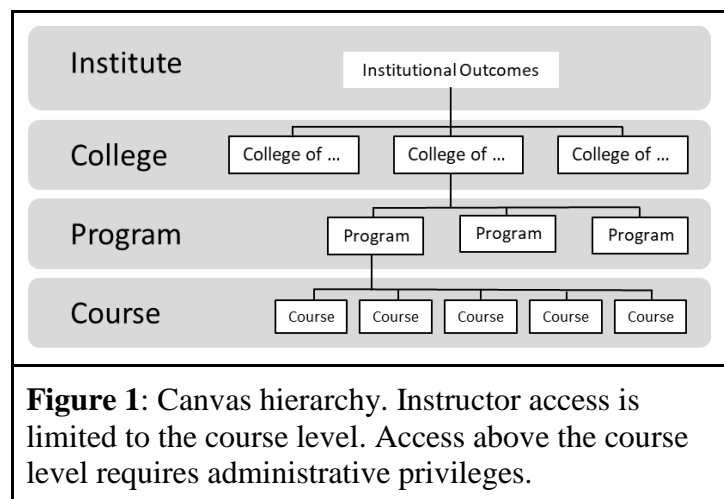 Institute
Institutional Outcomes
College
College of ...
College of ...
College of ...
Program
Program
Program
Program
Course
Course
Course
Course
Course
Course
Figure 1: Canvas hierarchy. Instructor access is
limited to the course level. Access above the course
level requires administrative privileges.